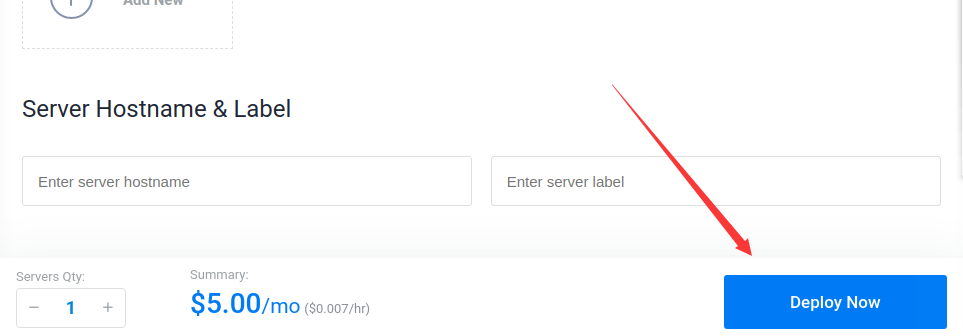 Add New
Server Hostname & Label
Enter server hostname
Enter server label
Servers Qty:
− 1 +
Summary:
$5.00/mo ($0.007/hr)
Deploy Now